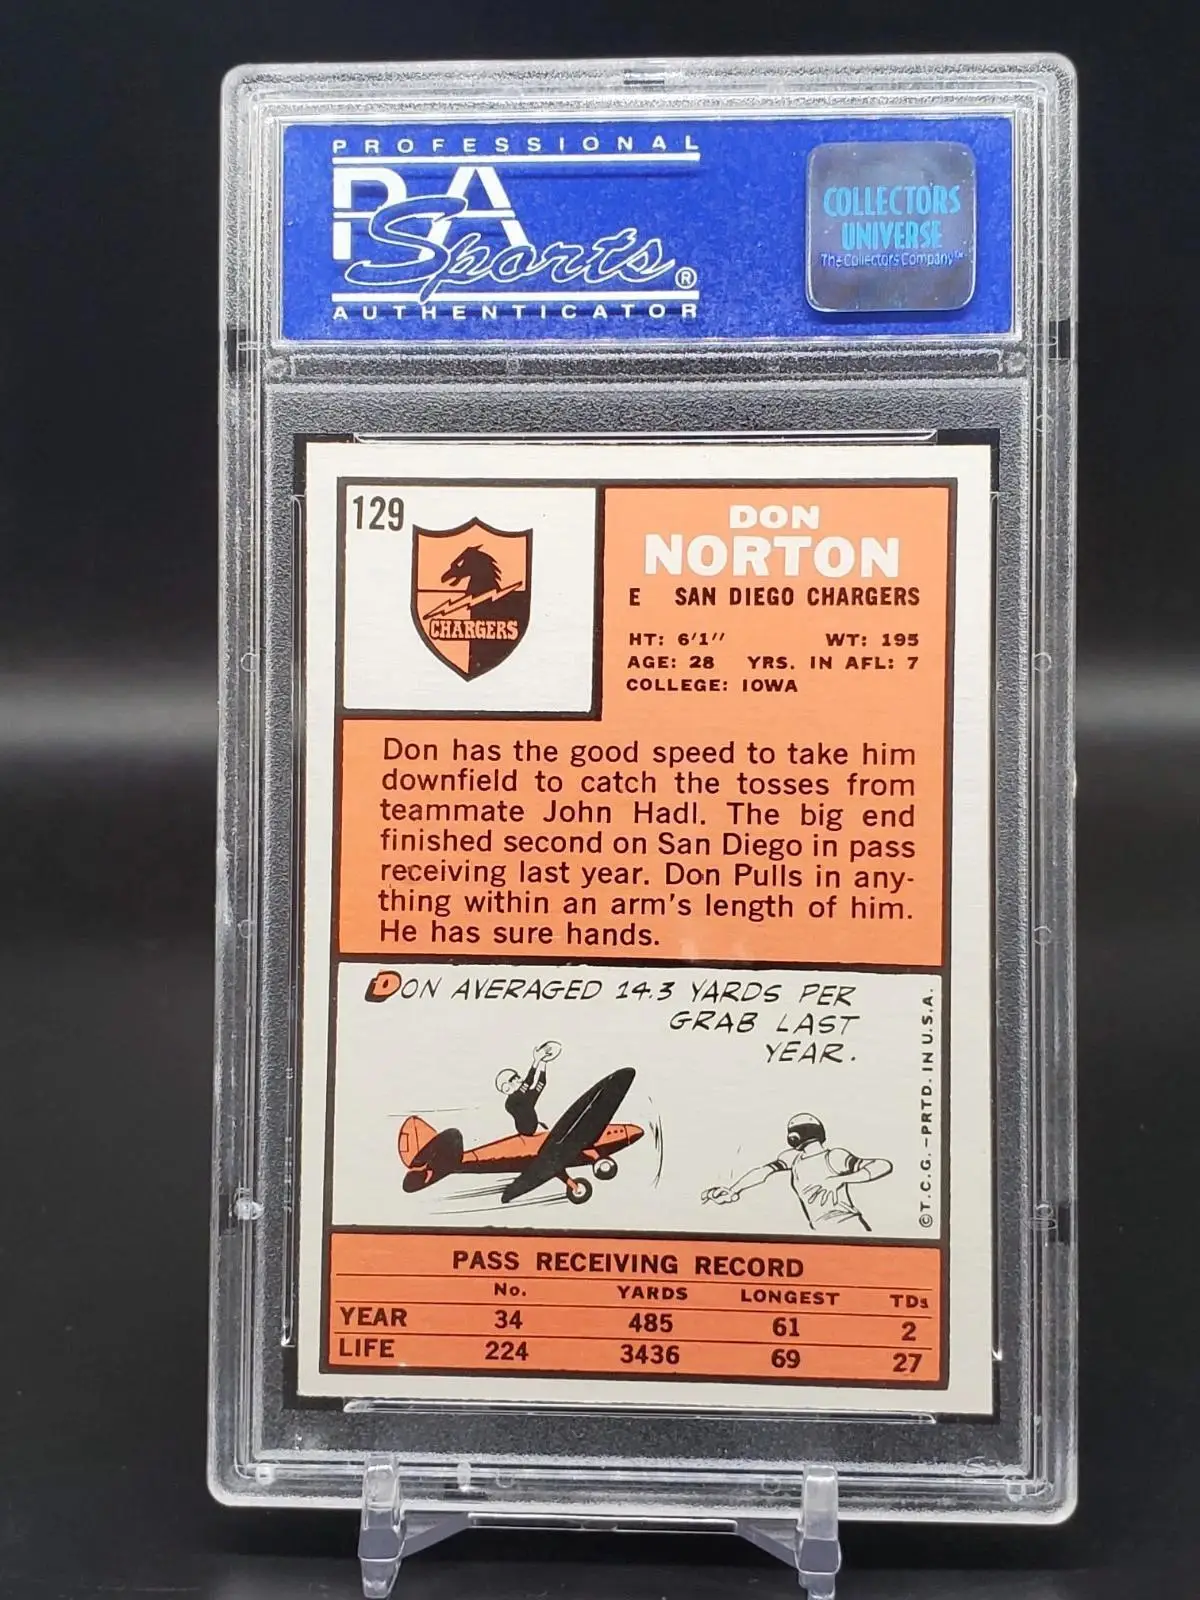 PROFESSIONAL
PSA
Sports®
AUTHENTICATOR
COLLECTORS
UNIVERSE
The Collectors Company™
129
CHARGERS
DON
NORTON
E SAN DIEGO CHARGERS
HT: 6'1" WT: 195
AGE: 28 YRS. IN AFL: 7
COLLEGE: IOWA
Don has the good speed to take him
downfield to catch the tosses from
teammate John Hadl. The big end
finished second on San Diego in pass
receiving last year. Don Pulls in any-
thing within an arm's length of him.
He has sure hands.
DON AVERAGED 14.3 YARDS PER
GRAB LAST
YEAR.
©T.C.G.–PRTD. IN U.S.A.
PASS RECEIVING RECORD
No. YARDS LONGEST TDs
YEAR 34 485 61 2
LIFE 224 3436 69 27